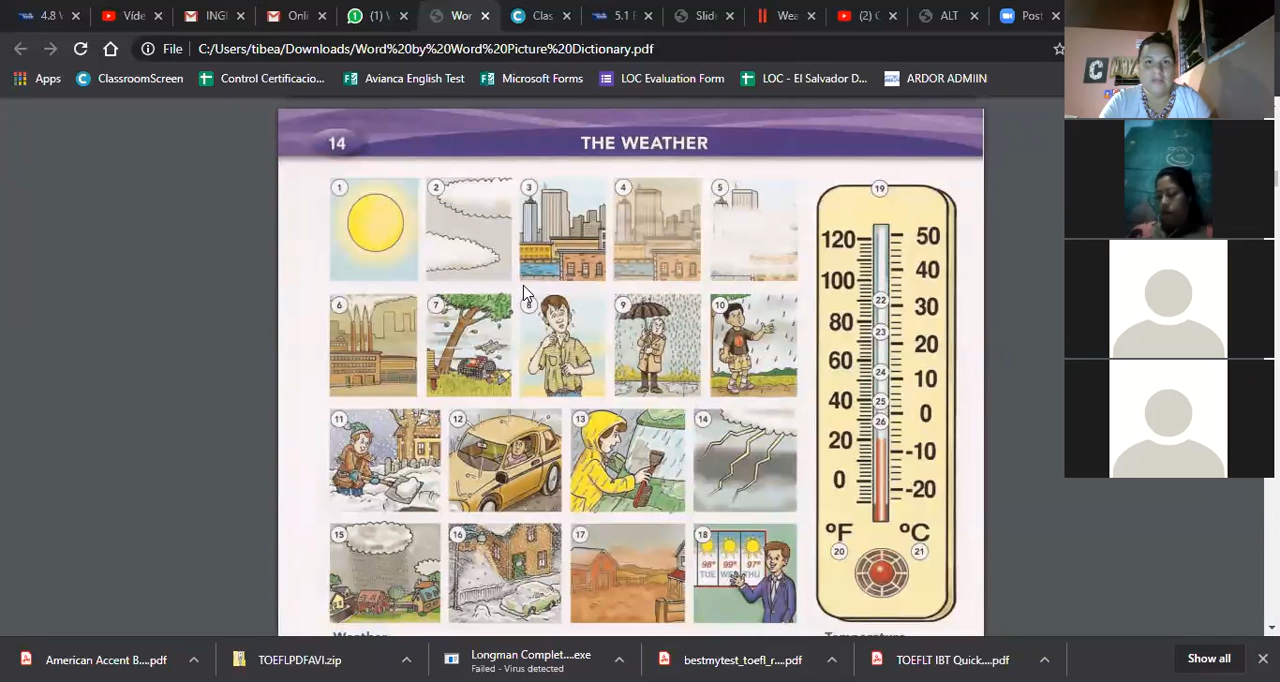 4.8 \ Vide INGI Onli (1) \ Wor Clas 5.1 F Slid Wea (2) C ALT Post
File C:/Users/tibea/Downloads/Word%20by%20Word%20Picture%20Dictionary.pdf
Apps ClassroomScreen Control Certificacio... Avianca English Test Microsoft Forms LOC Evaluation Form LOC - El Salvador D... ARDOR ADMIIN
14 THE WEATHER
1 2 3 4 5 19
120 50
100 40
22 30
80 23
60 20
24 10
40 25 0
26
20 -10
0 -20
6 7 8 9 10
11 12 13 14
°F °C
20 21
15 16 17 18
98° 99° 97°
TUE WE THU
Weather Temperature
American Accent B....pdf TOEFLPDFAVI.zip Longman Complet....exe bestmytest_toefl_r....pdf TOEFLT IBT Quick....pdf Show all
Failed - Virus detected